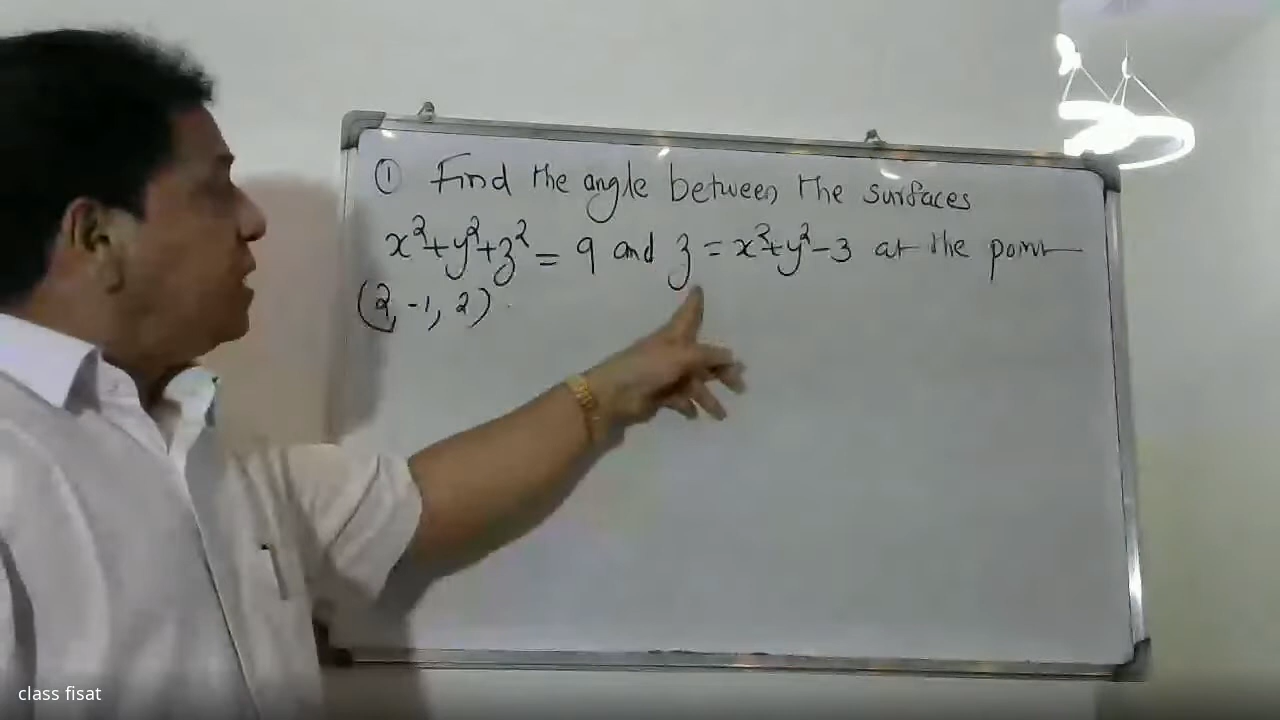 ① Find the angle between the surfaces
x²+y²+z² = 9 and z = x²+y²-3 at the point
(2, -1, 2).
class fisat